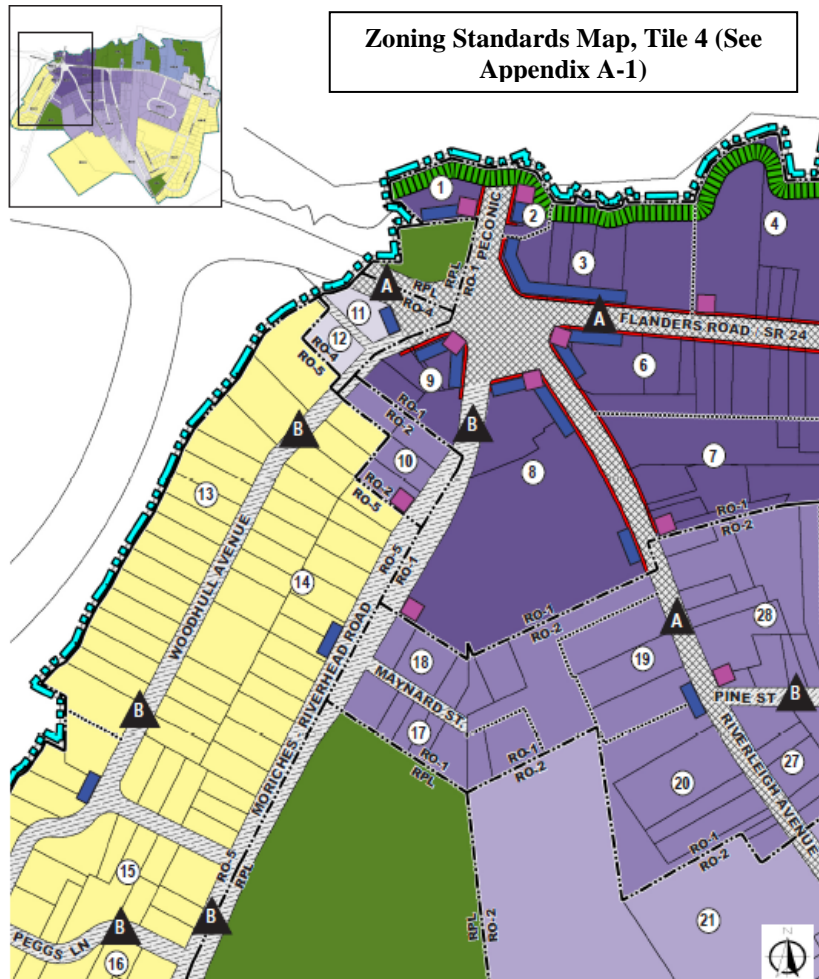 Zoning Standards Map, Tile 4 (See
Appendix A-1)
1
2
3
4
PECONIC
RPL
RO-1
RPL
RO-4
A
11
12
RO-4
RO-5
A
FLANDERS ROAD SR 24
6
9
RO-1
RO-2
B
B
10
RO-2
RO-5
8
7
RO-1
RO-2
13
WOODHULL AVENUE
14
RO-5
RO-1
MORICHES - RIVERHEAD ROAD
RO-1
RO-2
A
28
19
18
MAYNARD ST.
17
PINE ST
B
B
RO-1
RPL
RO-1
RO-2
20
27
RIVERLEIGH AVENUE
RO-1
RO-2
15
RO-5
RPL
RPL
RO-2
21
B
B
PEGGS LN
16
N